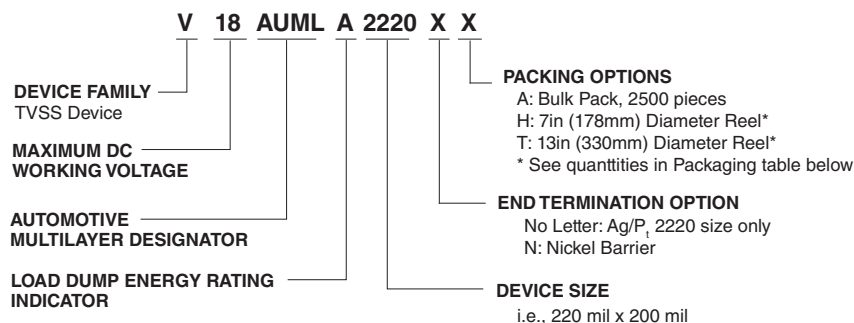 V 18 AUML A 2220 X X
DEVICE FAMILY
TVSS Device
MAXIMUM DC
WORKING VOLTAGE
AUTOMOTIVE
MULTILAYER DESIGNATOR
LOAD DUMP ENERGY RATING
INDICATOR
PACKING OPTIONS
A: Bulk Pack, 2500 pieces
H: 7in (178mm) Diameter Reel*
T: 13in (330mm) Diameter Reel*
* See quanttities in Packaging table below
END TERMINATION OPTION
No Letter: Ag/Pt 2220 size only
N: Nickel Barrier
DEVICE SIZE
i.e., 220 mil x 200 mil